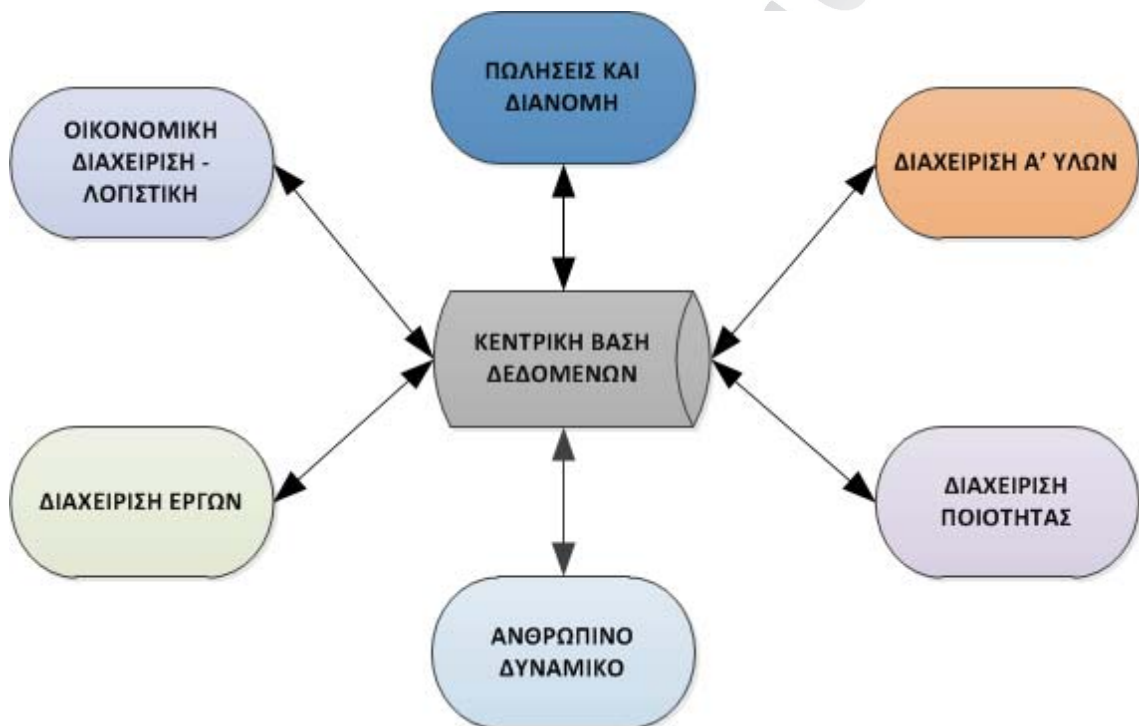 ΠΩΛΗΣΕΙΣ ΚΑΙ
ΔΙΑΝΟΜΗ
ΟΙΚΟΝΟΜΙΚΗ
ΔΙΑΧΕΙΡΙΣΗ -
ΛΟΓΙΣΤΙΚΗ
ΔΙΑΧΕΙΡΙΣΗ Α’ ΥΛΩΝ
ΚΕΝΤΡΙΚΗ ΒΑΣΗ
ΔΕΔΟΜΕΝΩΝ
ΔΙΑΧΕΙΡΙΣΗ ΕΡΓΩΝ
ΔΙΑΧΕΙΡΙΣΗ
ΠΟΙΟΤΗΤΑΣ
ΑΝΘΡΩΠΙΝΟ
ΔΥΝΑΜΙΚΟ